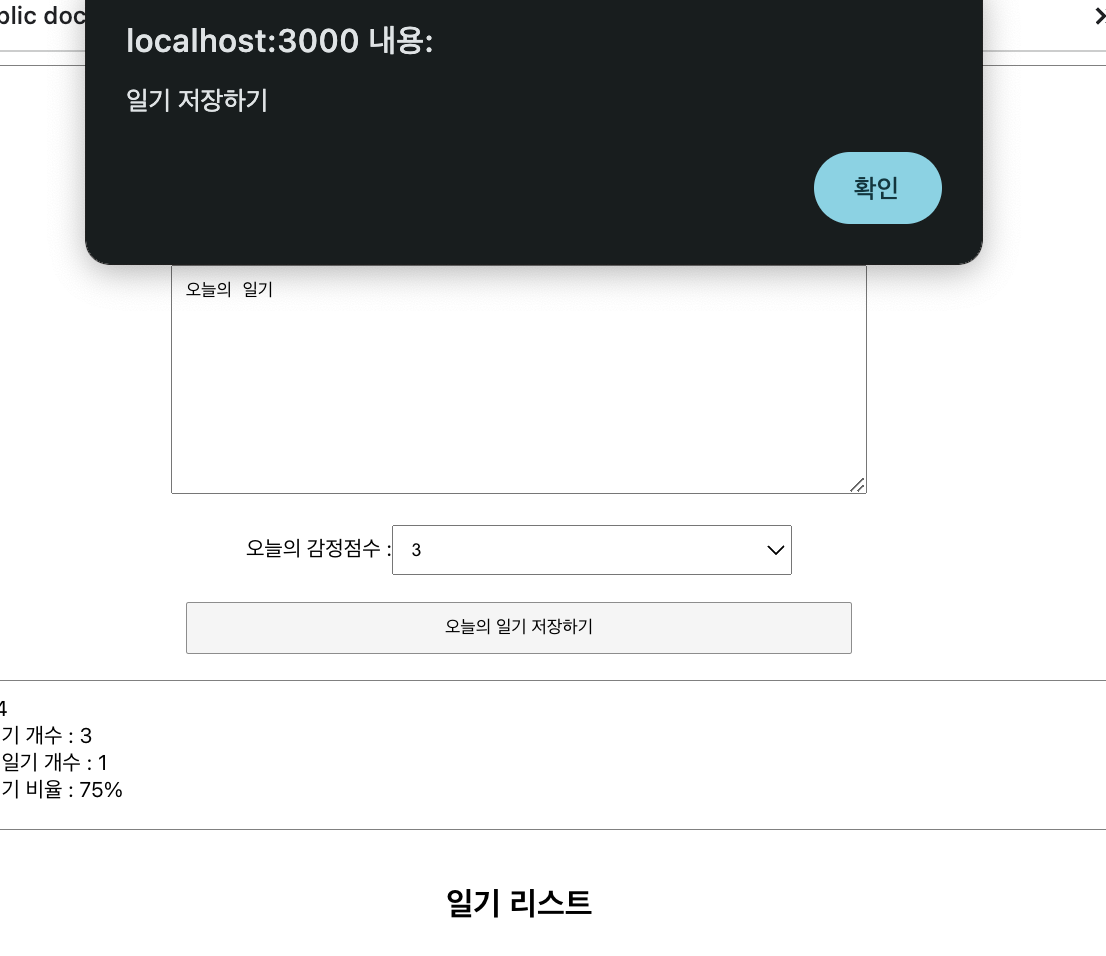 localhost:3000 내용:
일기 저장하기
확인
오늘의 일기
오늘의 감정점수 : 3
오늘의 일기 저장하기
4
기 개수 : 3
일기 개수 : 1
기 비율 : 75%
일기 리스트